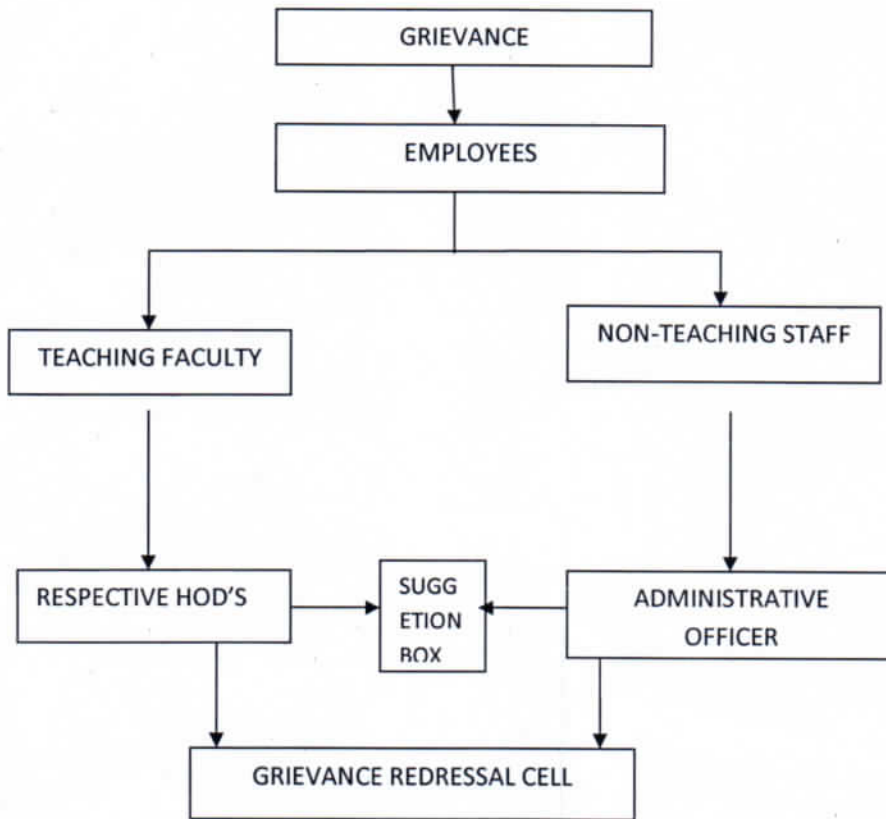 GRIEVANCE
EMPLOYEES
TEACHING FACULTY
NON-TEACHING STAFF
RESPECTIVE HOD'S
SUGG
ETION
BOX
ADMINISTRATIVE
OFFICER
GRIEVANCE REDRESSAL CELL